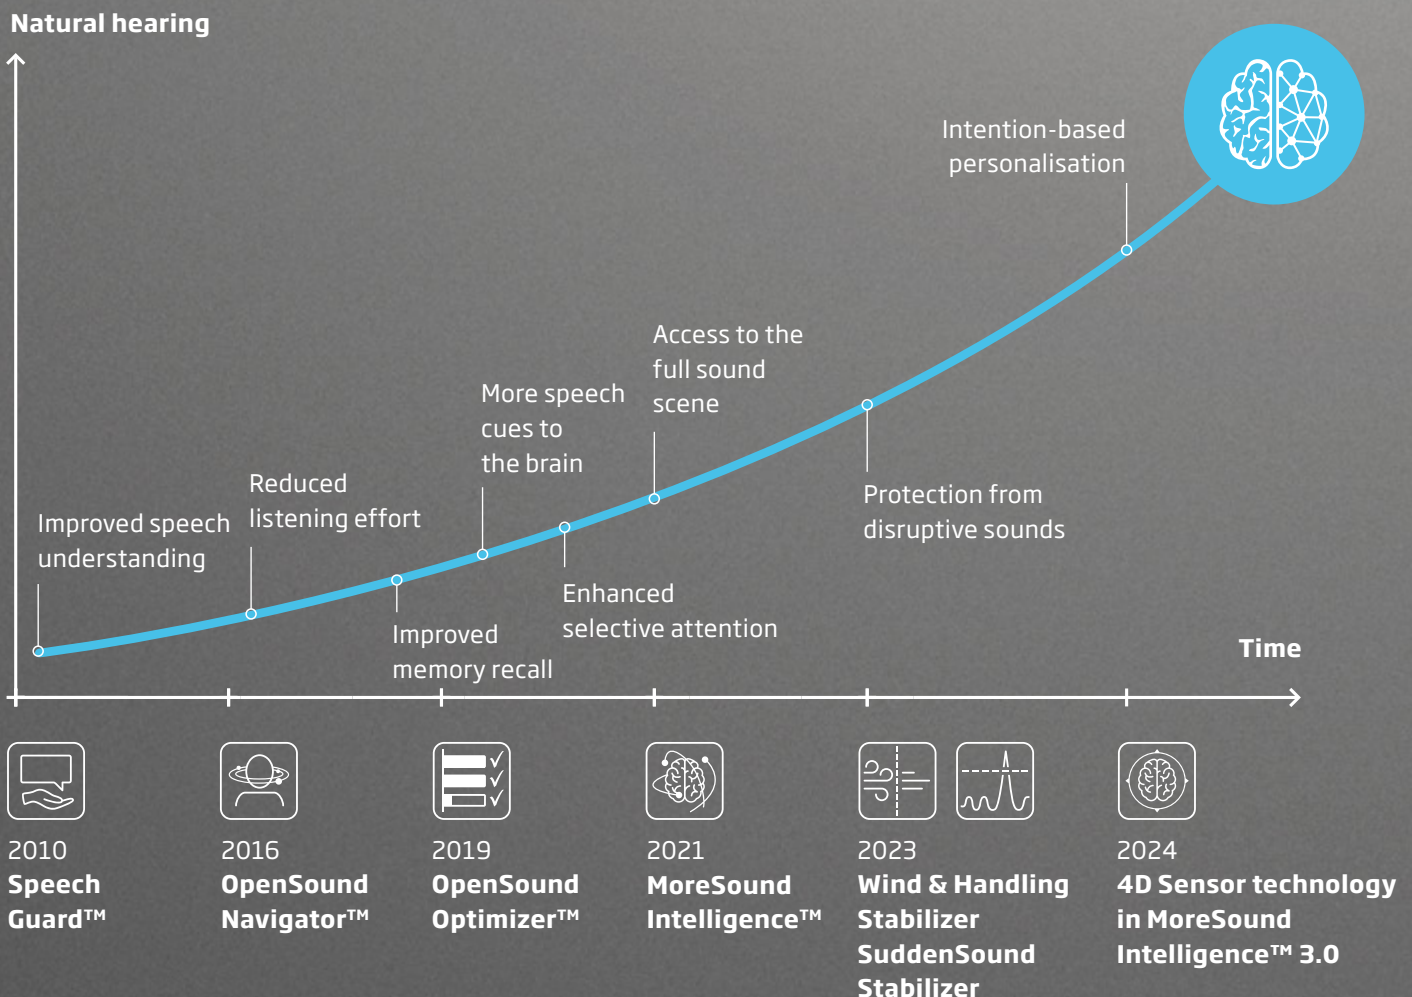 Natural hearing
Intention-based
personalisation
Access to the
full sound
scene
More speech
cues to
the brain
Reduced
listening effort
Improved speech
understanding
Protection from
disruptive sounds
Enhanced
selective attention
Improved
memory recall
Time
2010
Speech
Guard™
2016
OpenSound
Navigator™
2019
OpenSound
Optimizer™
2021
MoreSound
Intelligence™
2023
Wind & Handling
Stabilizer
SuddenSound
Stabilizer
2024
4D Sensor technology
in MoreSound
Intelligence™ 3.0